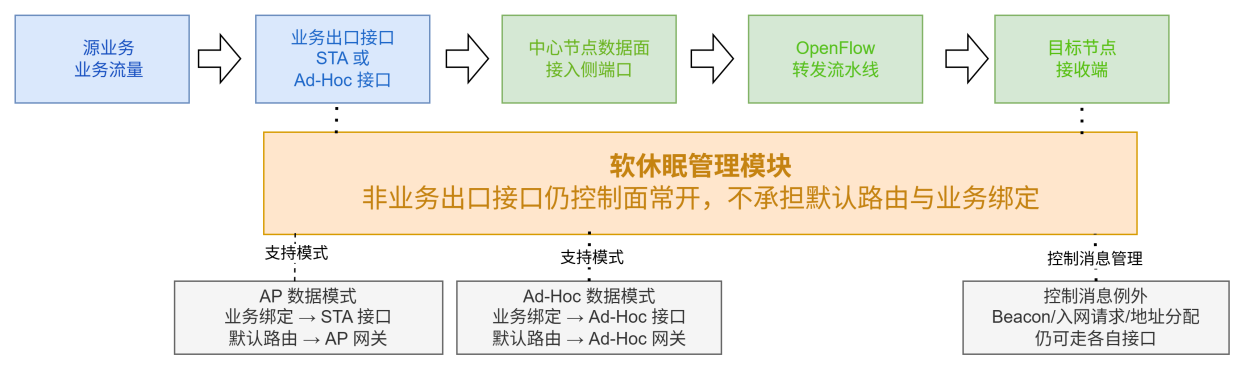 源业务
业务流量
业务出口接口
STA 或
Ad-Hoc 接口
中心节点数据面
接入侧端口
OpenFlow
转发流水线
目标节点
接收端
软休眠管理模块
非业务出口接口仍控制面常开，不承担默认路由与业务绑定
支持模式
支持模式
控制消息管理
AP 数据模式
业务绑定 → STA 接口
默认路由 → AP 网关
Ad-Hoc 数据模式
业务绑定 → Ad-Hoc 接口
默认路由 → Ad-Hoc 网关
控制消息例外
Beacon/入网请求/地址分配
仍可走各自接口